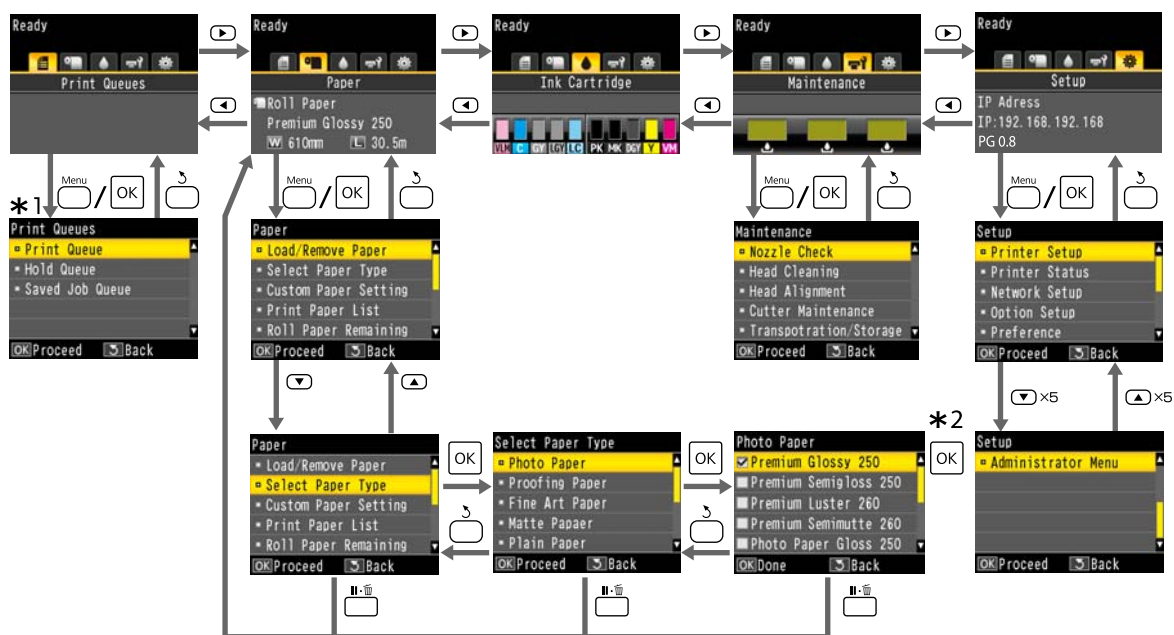 Ready
Print Queues
Ready
Paper
Roll Paper
Premium Glossy 250
W 610mm L 30.5m
Ready
Ink Cartridge
VLM C GY LGY LC PK MK DGY Y VM
Ready
Maintenance
Ready
Setup
IP Adress
IP:192.168.192.168
PG 0.8
Menu / OK
Menu / OK
Menu / OK
Menu / OK
*1
Print Queues
Print Queue
Hold Queue
Saved Job Queue
OK Proceed Back
Paper
Load/Remove Paper
Select Paper Type
Custom Paper Setting
Print Paper List
Roll Paper Remaining
OK Proceed Back
Maintenance
Nozzle Check
Head Cleaning
Head Alignment
Cutter Maintenance
Transpotration/Storage
OK Proceed Back
Setup
Printer Setup
Printer Status
Network Setup
Option Setup
Preference
OK Proceed Back
×5
×5
Paper
Load/Remove Paper
Select Paper Type
Custom Paper Setting
Print Paper List
Roll Paper Remaining
OK Proceed Back
OK
Select Paper Type
Photo Paper
Proofing Paper
Fine Art Paper
Matte Papaer
Plain Paper
OK Proceed Back
OK
Photo Paper
Premium Glossy 250
Premium Semigloss 250
Premium Luster 260
Premium Semimutte 260
Photo Paper Gloss 250
OK Done Back
*2
OK
Setup
Administrator Menu
OK Proceed Back